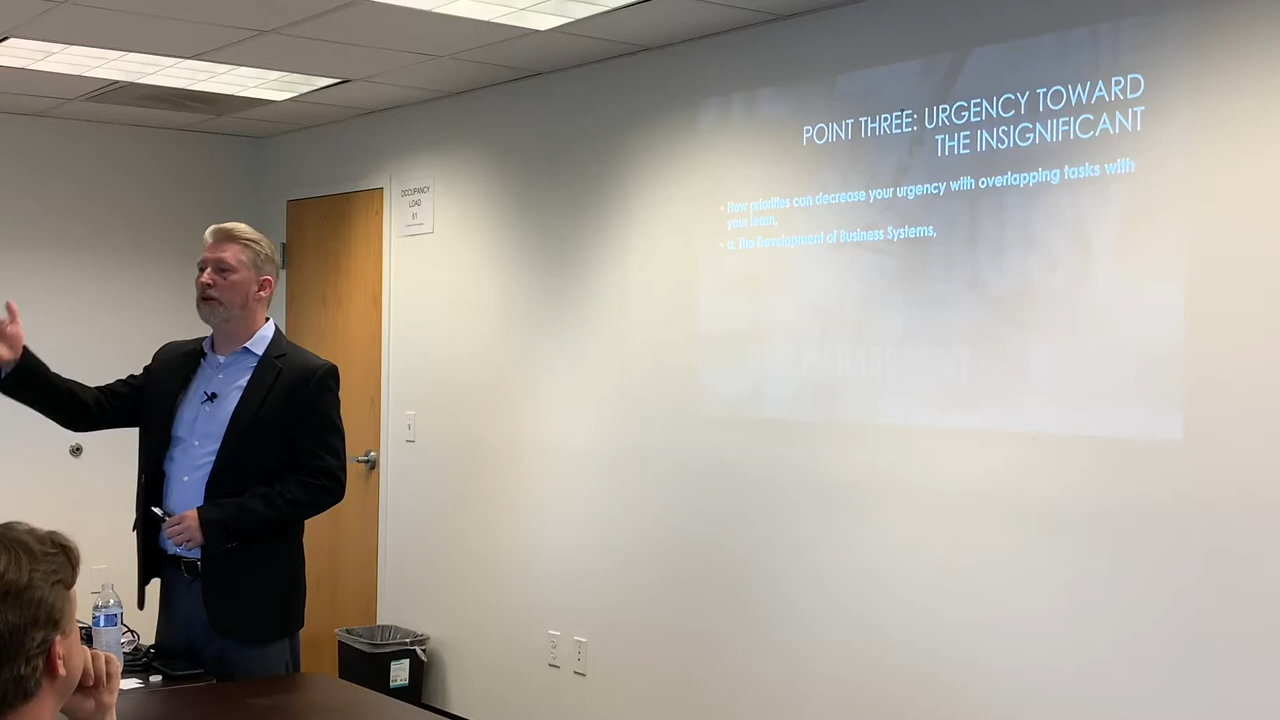 POINT THREE: URGENCY TOWARD
THE INSIGNIFICANT
• How priorities can decrease your urgency with overlapping tasks with
your team,
• a. The Development of Business Systems,
OCCUPANCY
LOAD
61